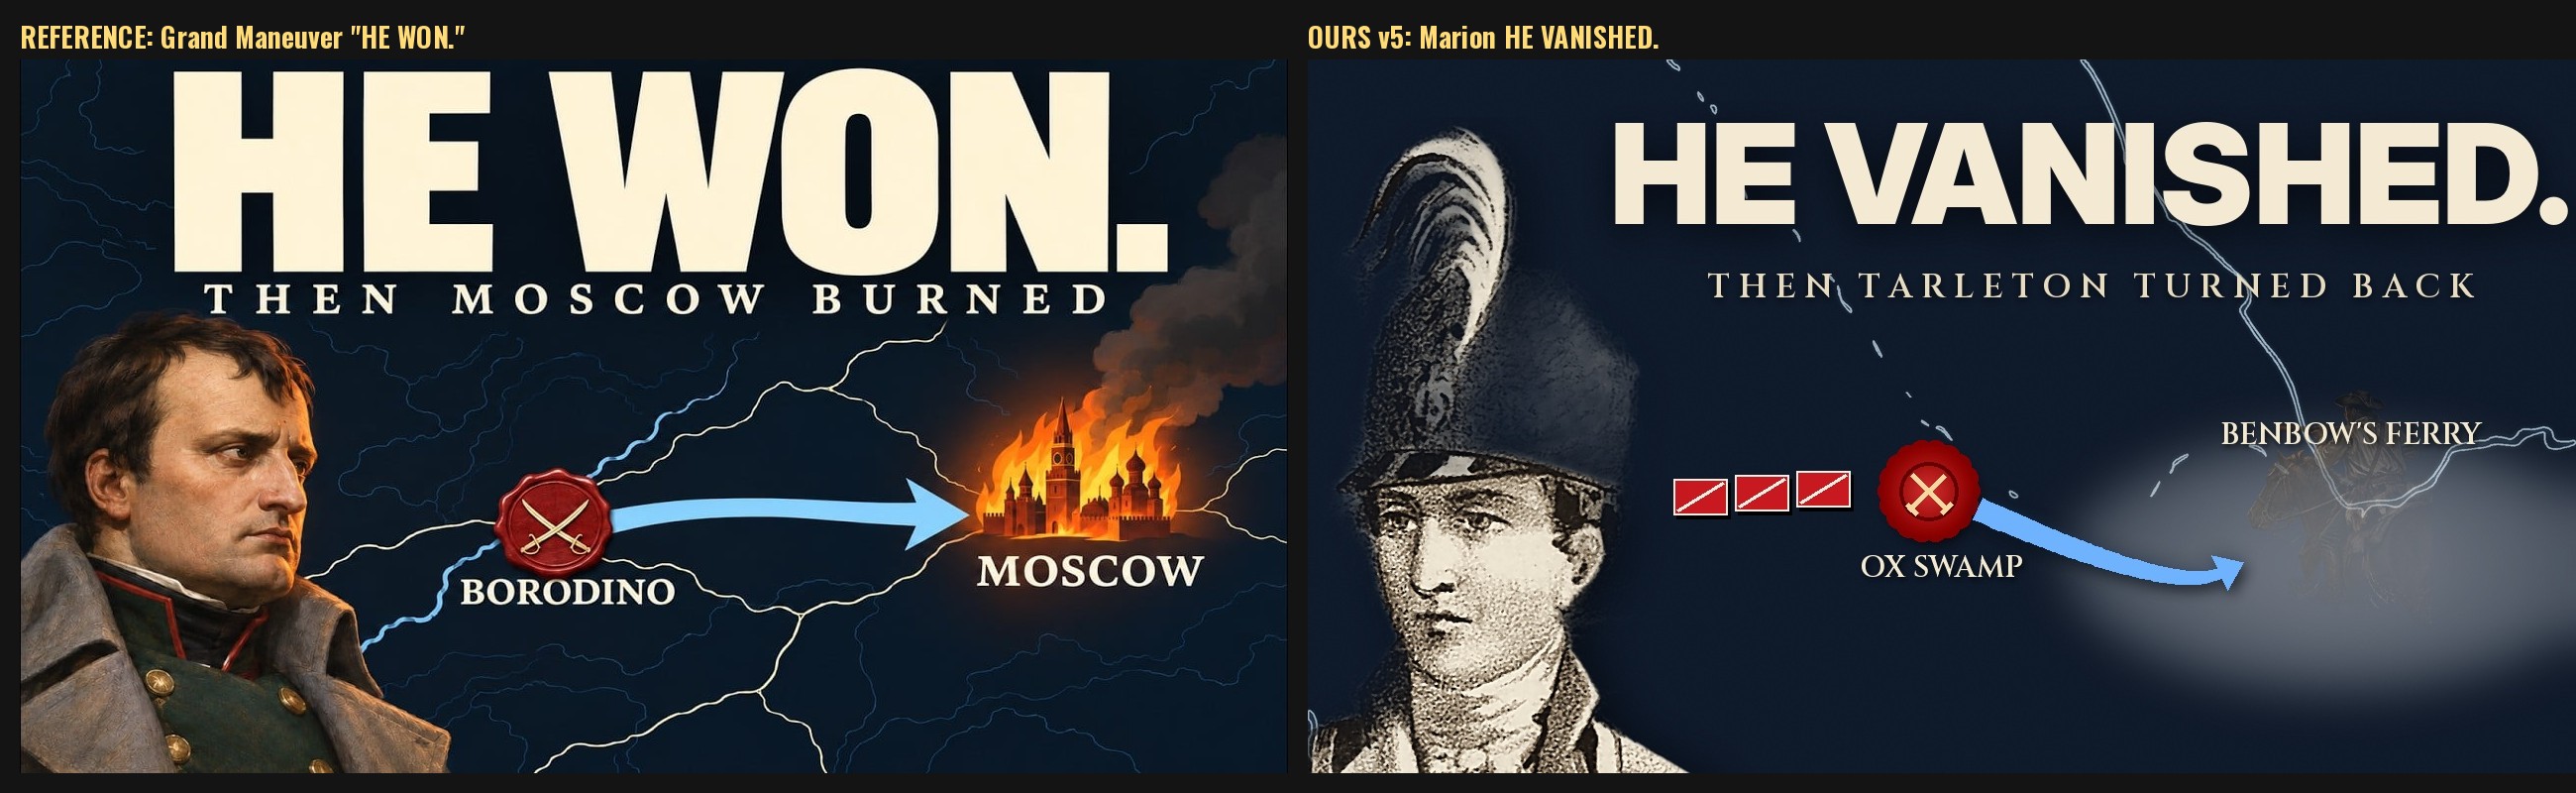 REFERENCE: Grand Maneuver "HE WON."
HE WON.
THEN MOSCOW BURNED
BORODINO
MOSCOW
OURS v5: Marion HE VANISHED.
HE VANISHED.
THEN TARLETON TURNED BACK
BENBOW'S FERRY
OX SWAMP